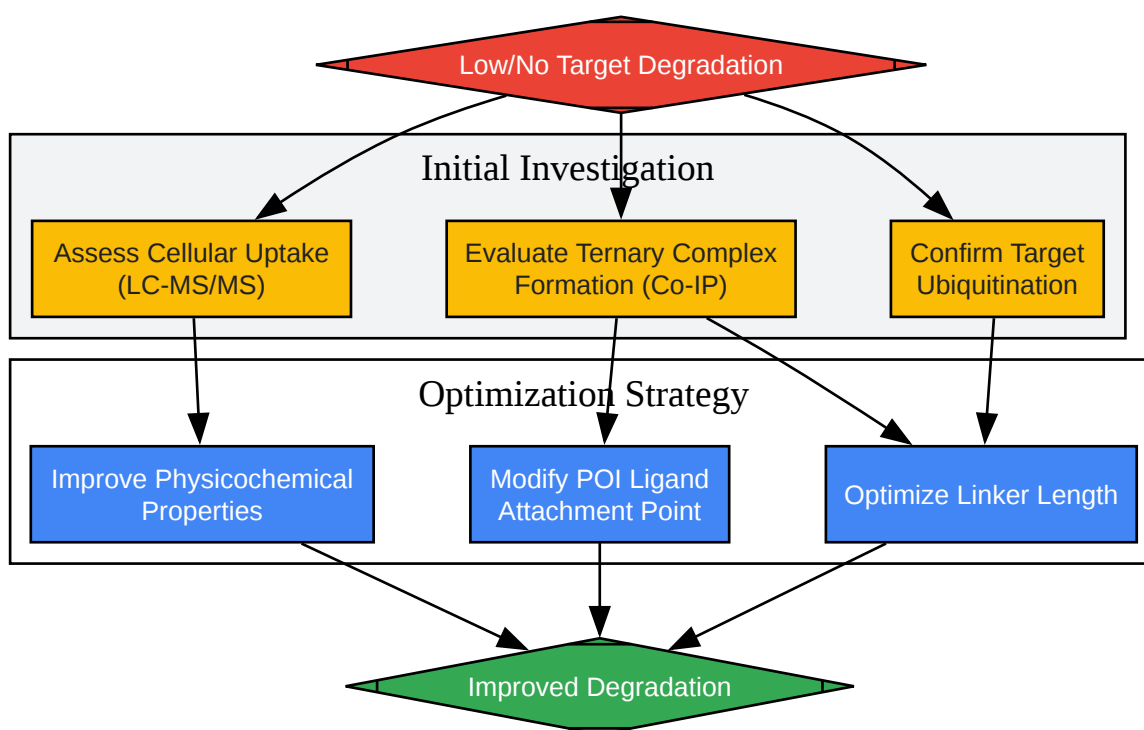 Low/No Target Degradation
Initial Investigation
Assess Cellular Uptake
(LC-MS/MS)
Evaluate Ternary Complex
Formation (Co-IP)
Confirm Target
Ubiquitination
Optimization Strategy
Improve Physicochemical
Properties
Modify POI Ligand
Attachment Point
Optimize Linker Length
Improved Degradation